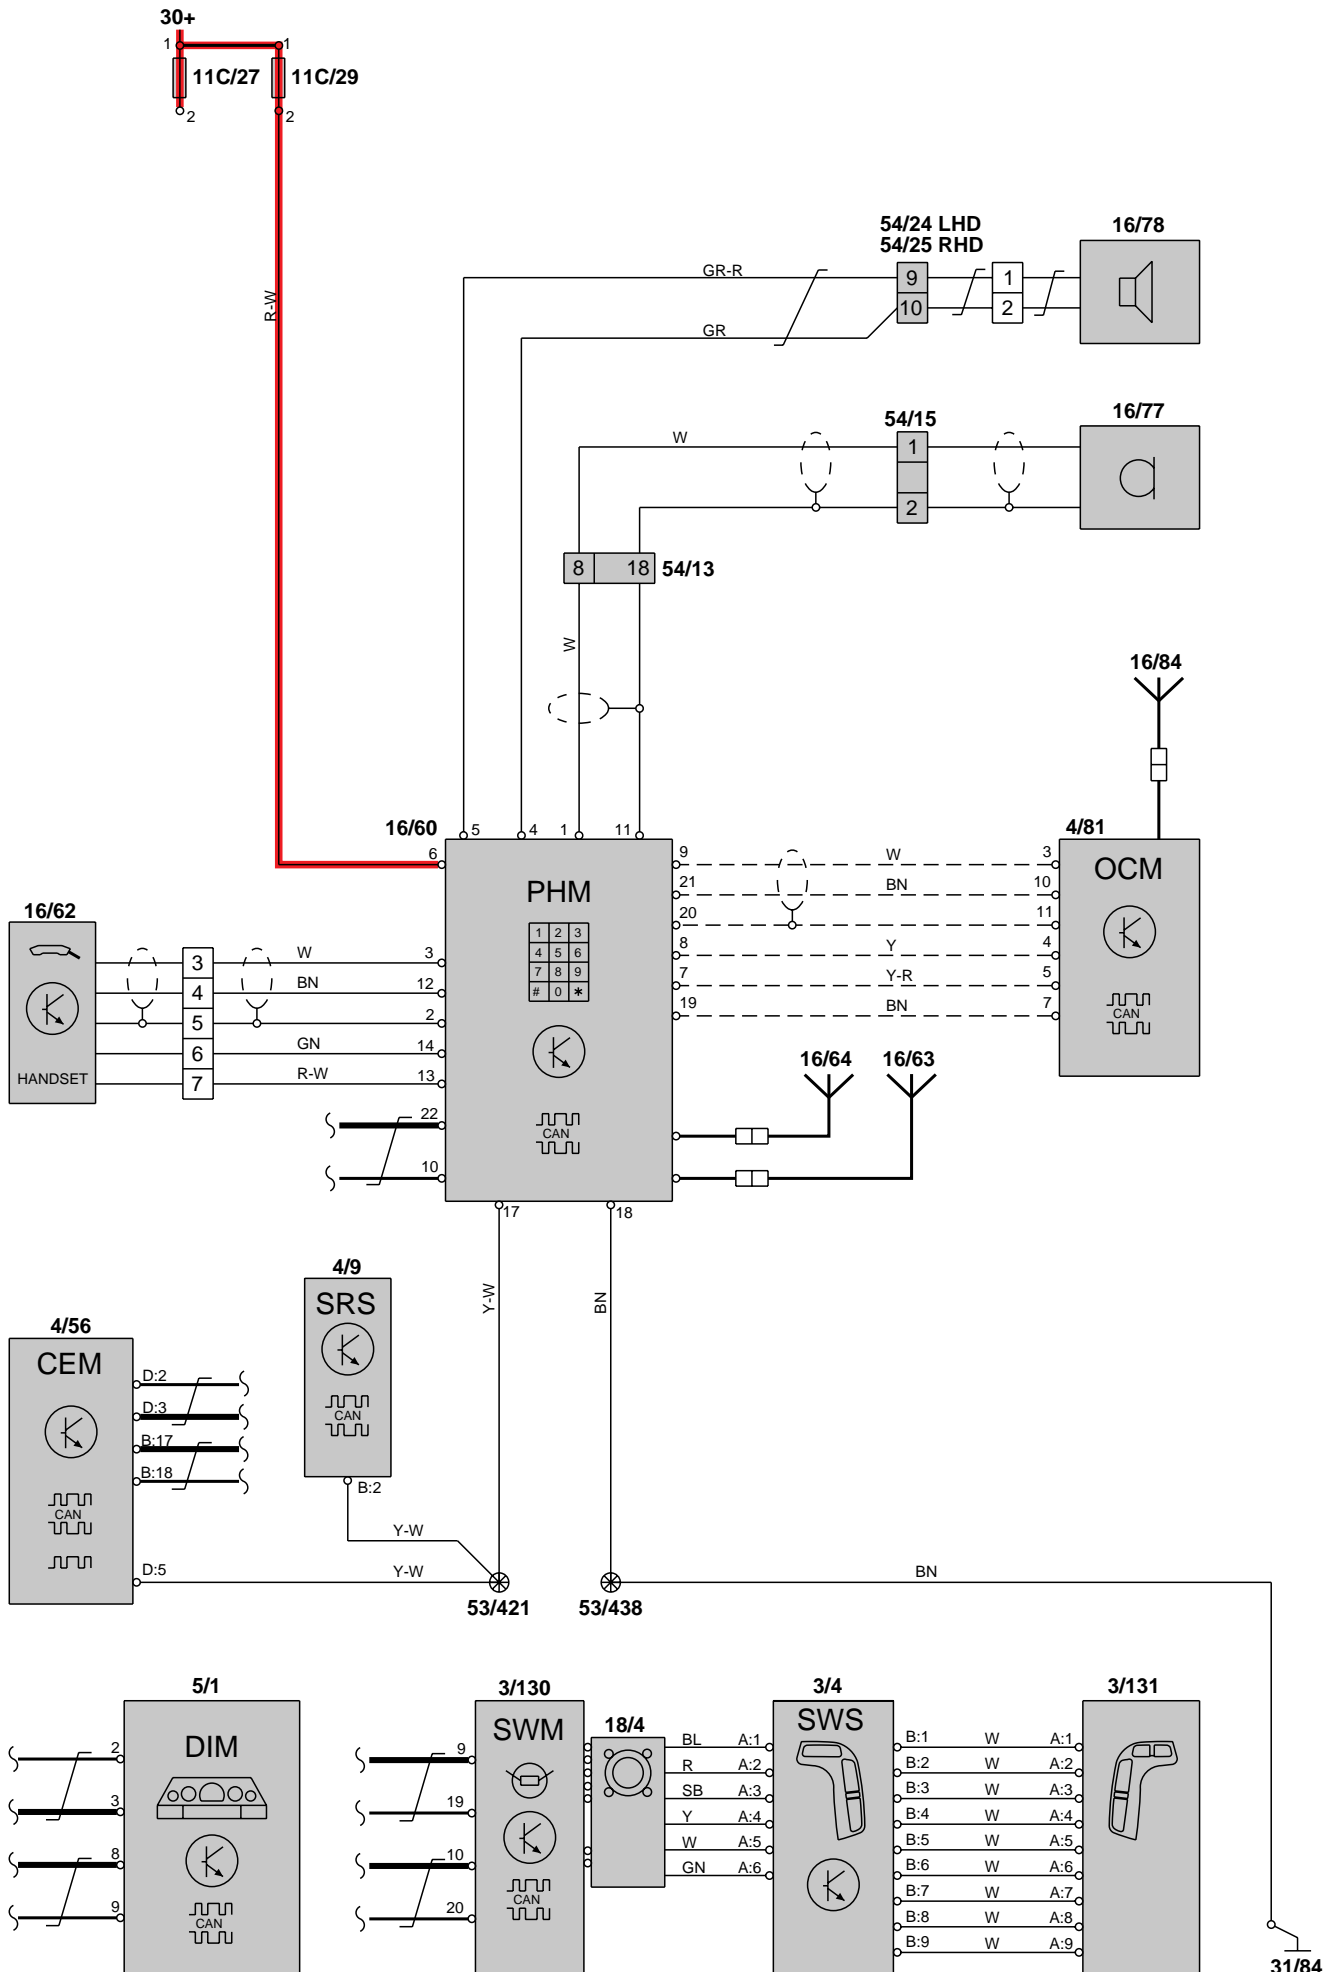 30+
1 1
11C/27 11C/29
2 2
R-W
54/24 LHD
54/25 RHD
16/78
GR-R 9 1
GR 10 2
54/15
16/77
W 1
2
8 18 54/13
W
16/84
16/60 5 4 1 11
4/81
6
PHM
OCM
9 W 3
21 BN 10
20 11
8 Y 4
7 Y-R 5
19 BN 7
1 2 3
4 5 6
7 8 9
# 0 *
CAN
CAN
16/62
3 W 3
4 BN 12
5 2
6 GN 14
7 R-W 13
HANDSET
22
10
16/64 16/63
17 18
Y-W BN
4/9
SRS
CAN
B:2
4/56
CEM
D:2
D:3
B:17
B:18
CAN
D:5
Y-W
Y-W
BN
53/421 53/438
5/1
DIM
2
3
8
9
CAN
3/130
SWM
9
19
10
20
CAN
18/4
BL A:1
R A:2
SB A:3
Y A:4
W A:5
GN A:6
3/4
SWS
3/131
B:1 W A:1
B:2 W A:2
B:3 W A:3
B:4 W A:4
B:5 W A:5
B:6 W A:6
B:7 W A:7
B:8 W A:8
B:9 W A:9
31/84